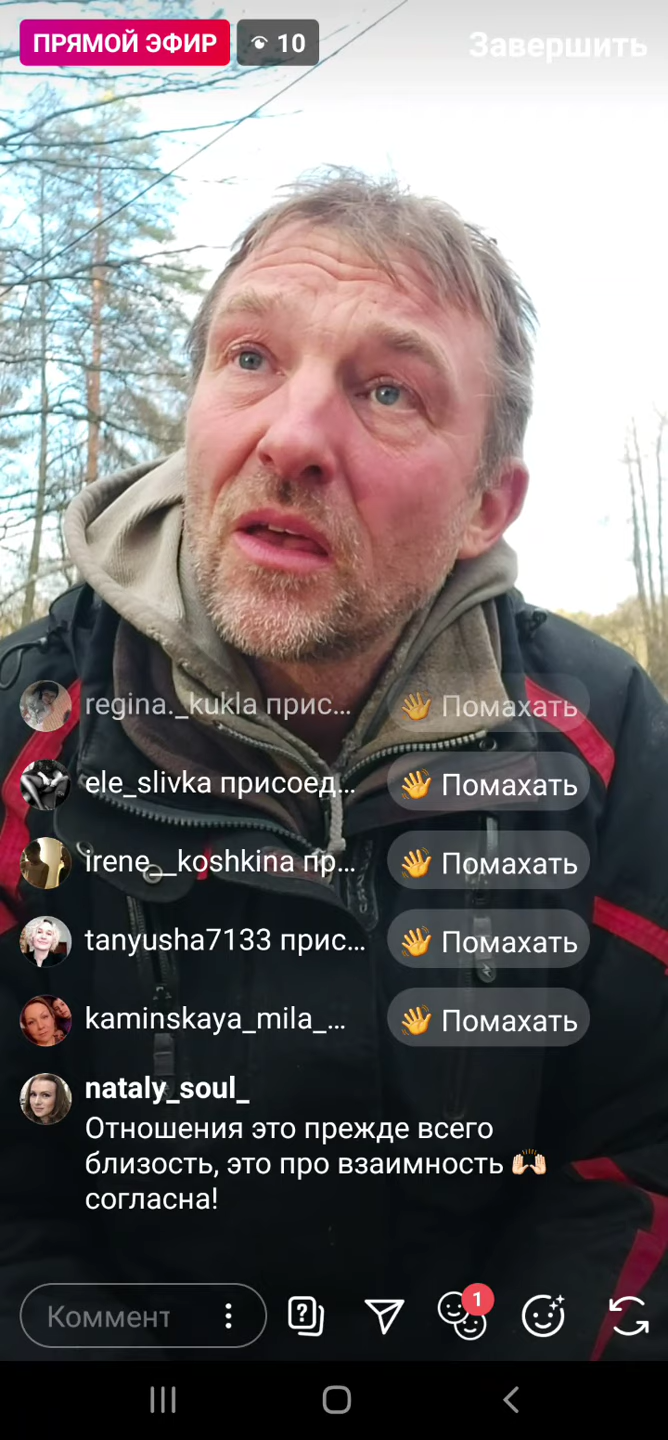 ПРЯМОЙ ЭФИР
10
Завершить
regina._kukla прис...
Помахать
ele_slivka присоед...
Помахать
irene__koshkina пр...
Помахать
tanyusha7133 прис...
Помахать
kaminskaya_mila_...
Помахать
nataly_soul_
Отношения это прежде всего
близость, это про взаимность 🙌🏻
согласна!
Коммент
1